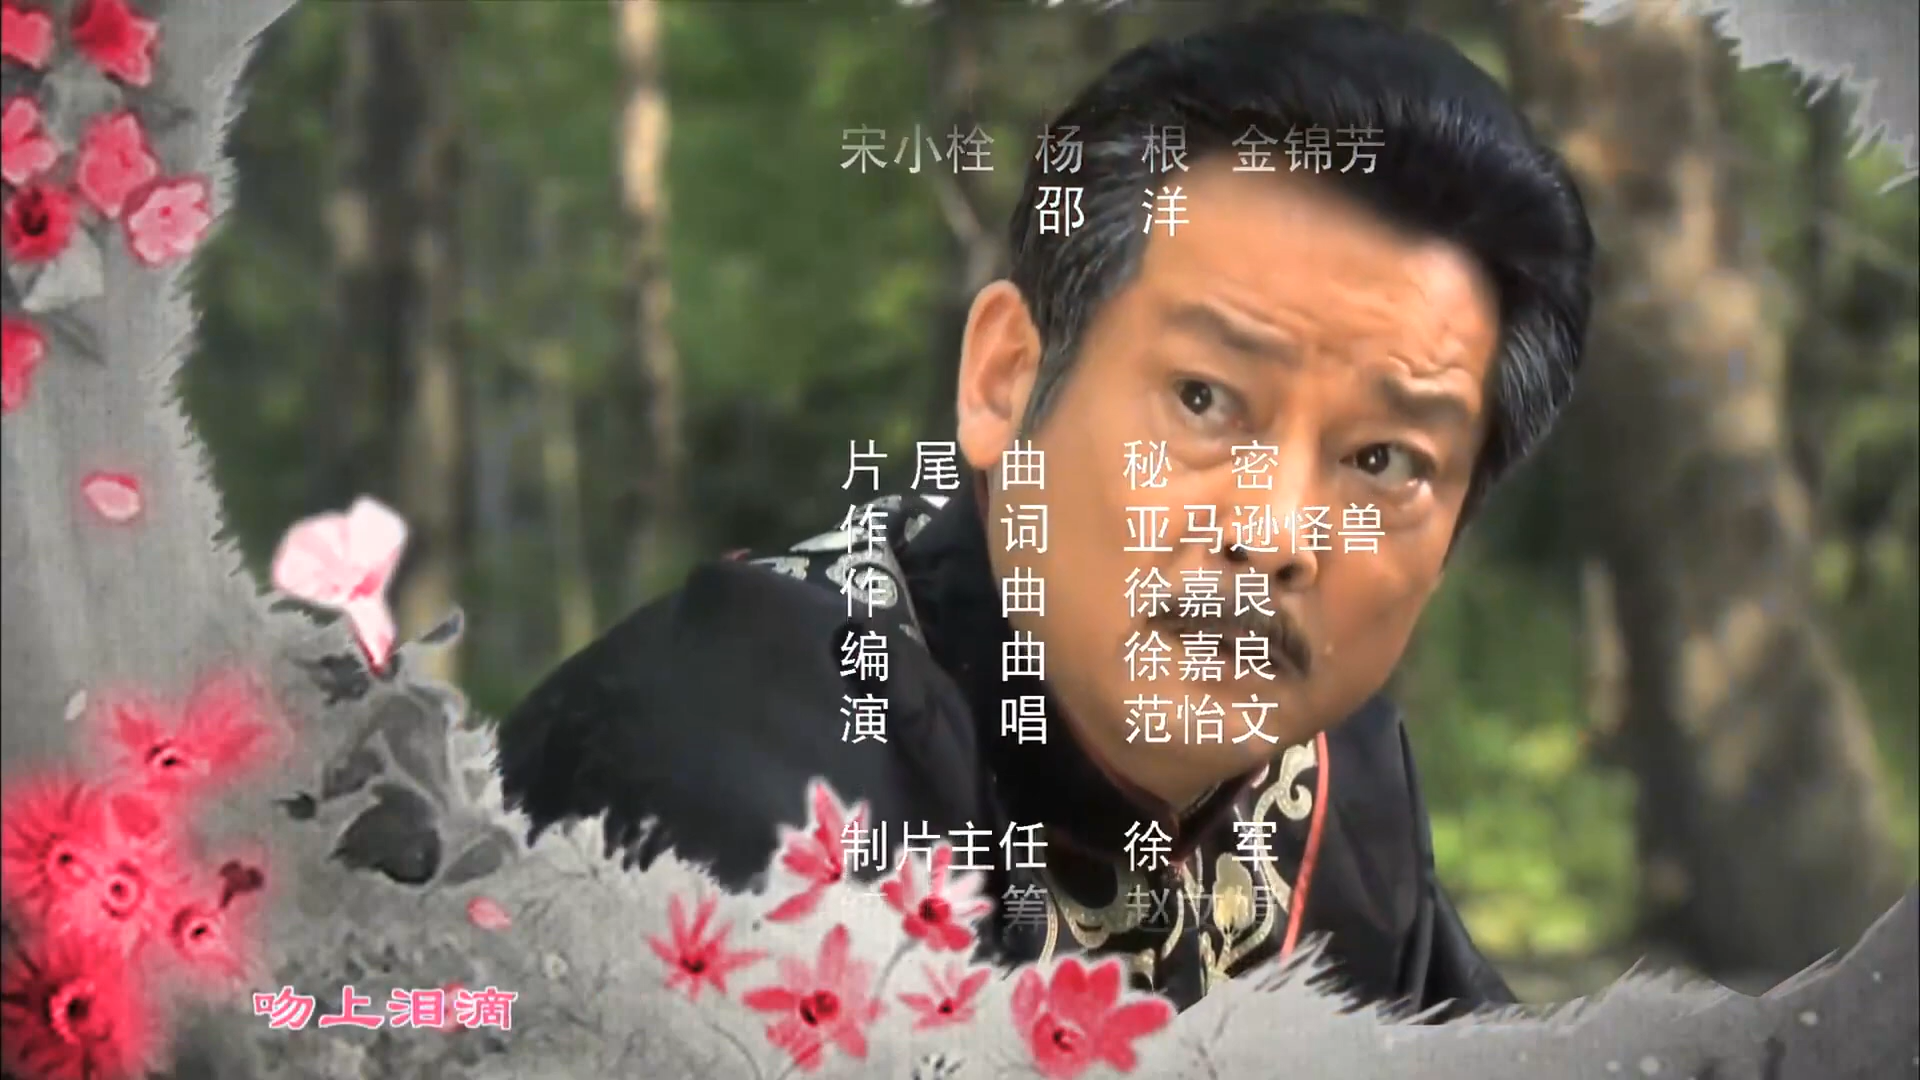 宋小栓 杨 根 金锦芳
邵 洋
片尾曲 秘 密
作 词 亚马逊怪兽
作 曲 徐嘉良
编 曲 徐嘉良
演 唱 范怡文
制片主任 徐 军
筹 赵
吻上泪滴